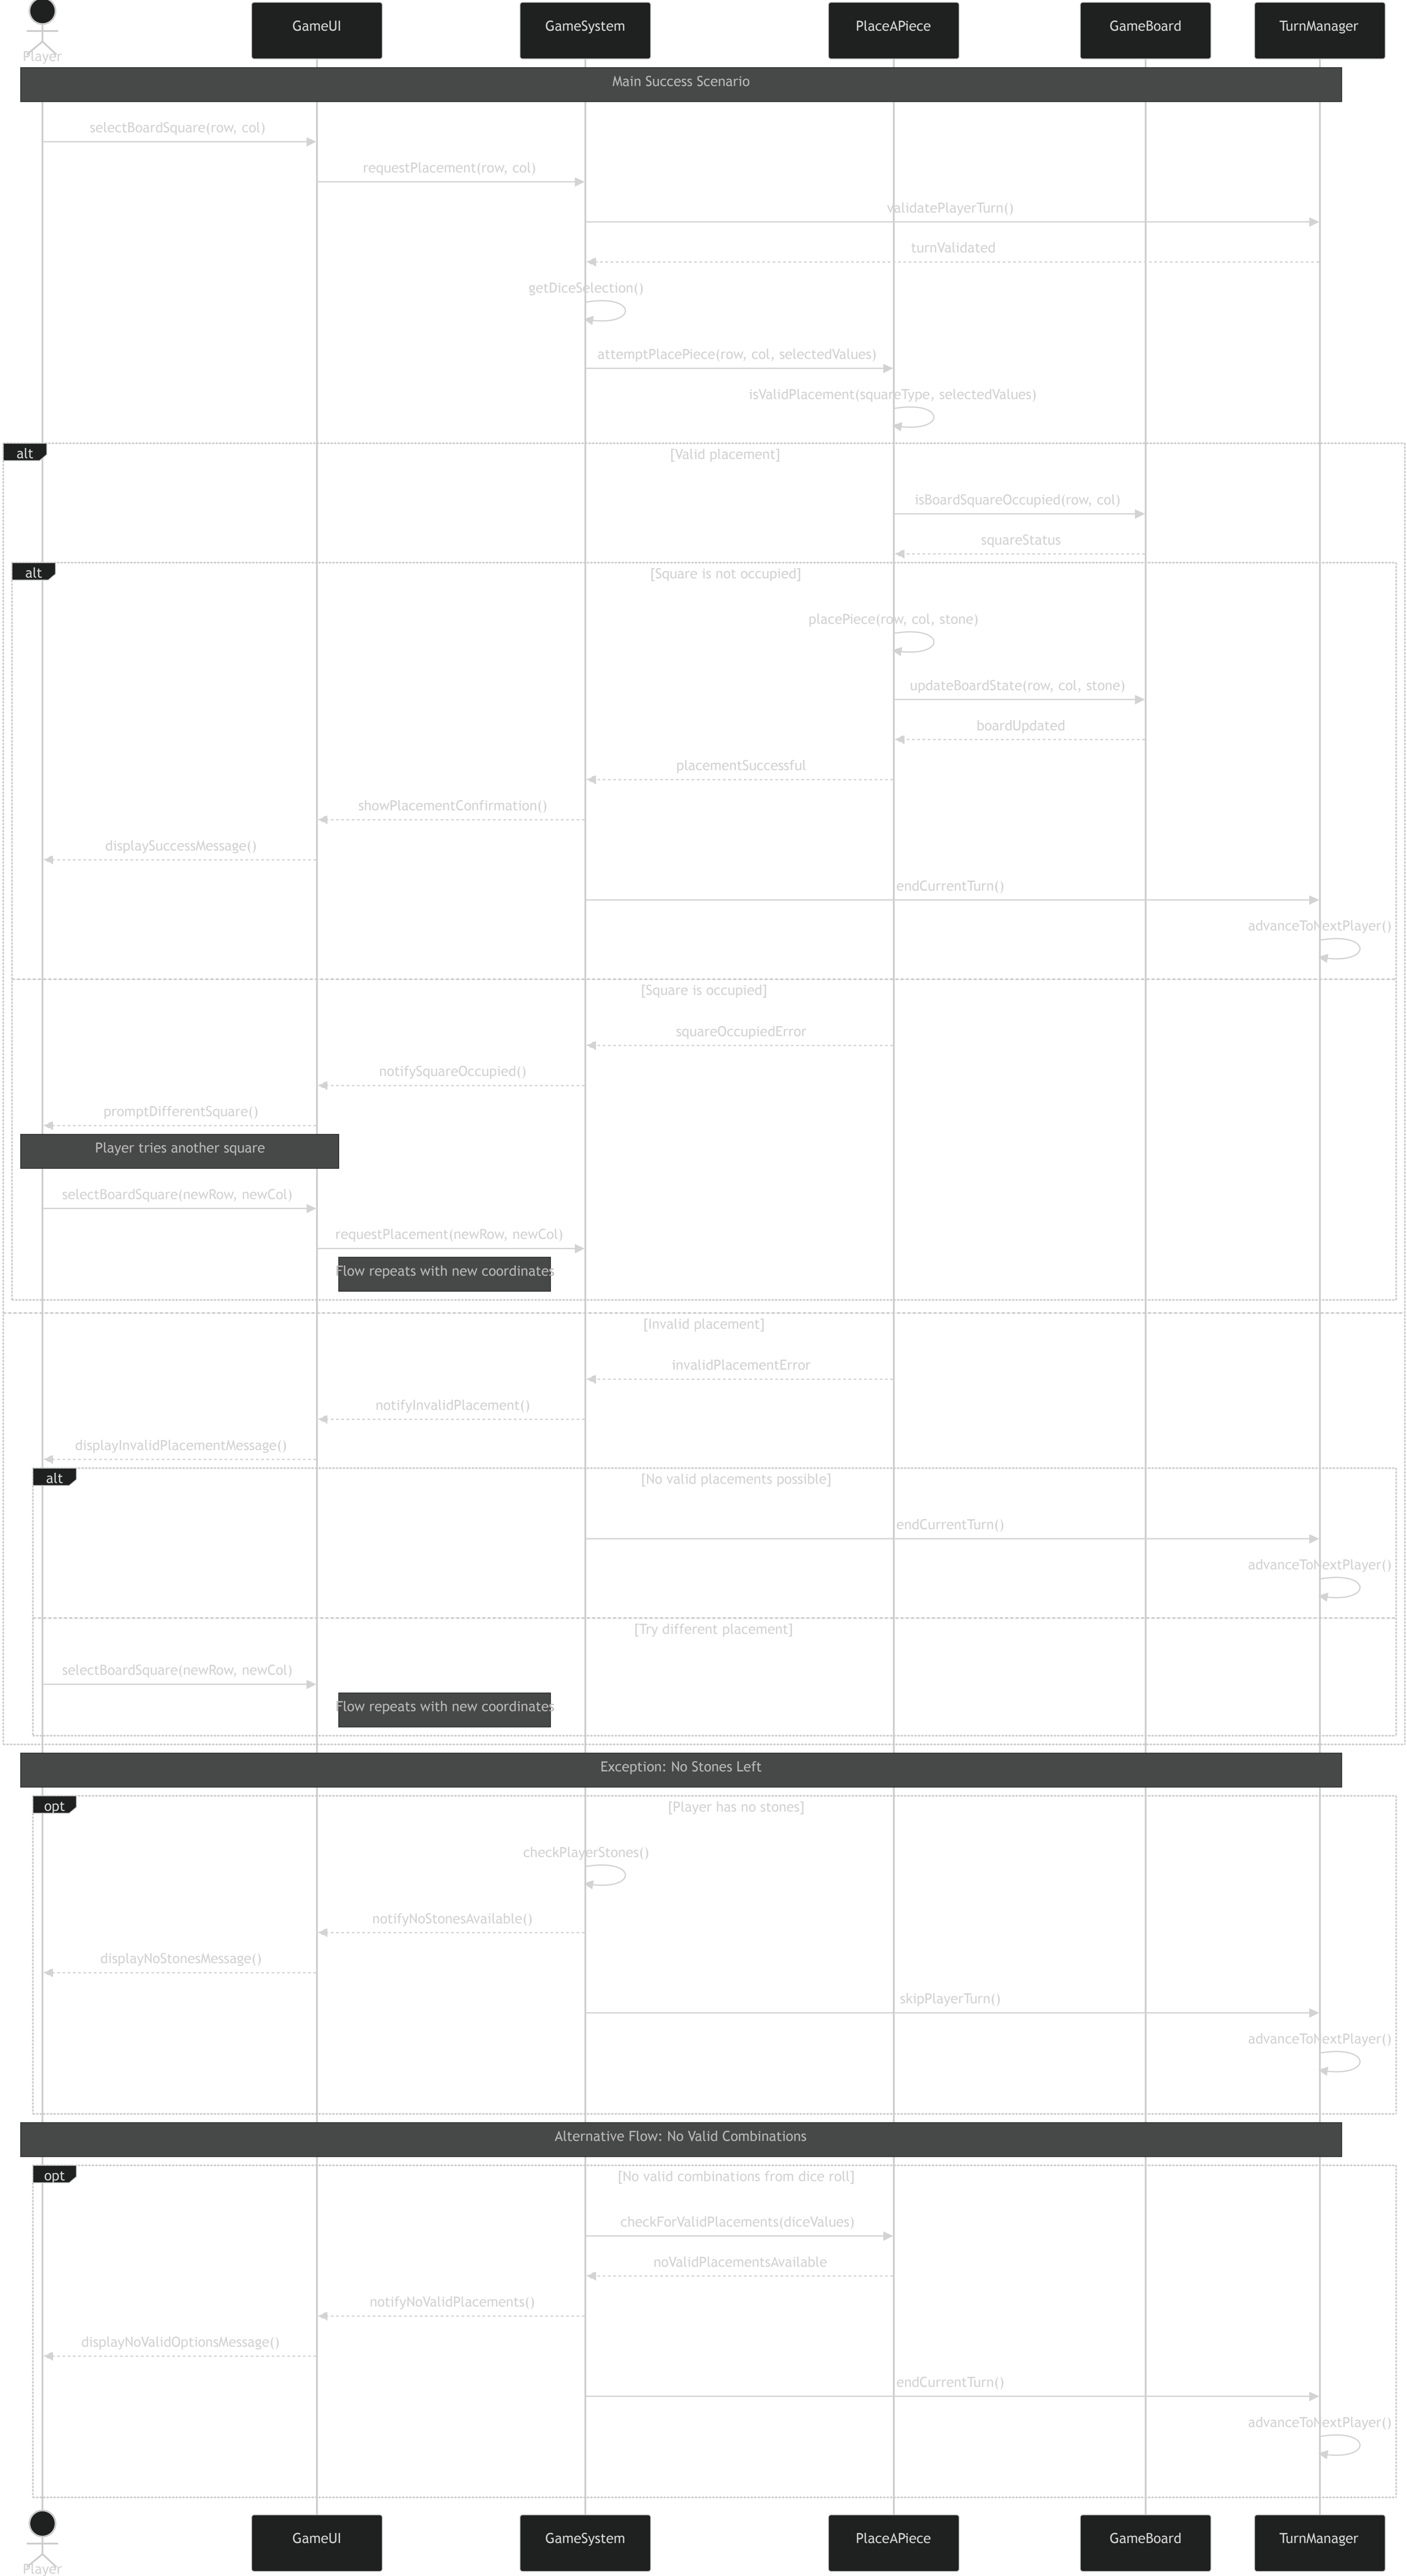 Player
GameUI
GameSystem
PlaceAPiece
GameBoard
TurnManager
Main Success Scenario
selectBoardSquare(row, col)
requestPlacement(row, col)
validatePlayerTurn()
turnValidated
getDiceSelection()
attemptPlacePiece(row, col, selectedValues)
isValidPlacement(squareType, selectedValues)
alt
[Valid placement]
isBoardSquareOccupied(row, col)
squareStatus
alt
[Square is not occupied]
placePiece(row, col, stone)
updateBoardState(row, col, stone)
boardUpdated
placementSuccessful
showPlacementConfirmation()
displaySuccessMessage()
endCurrentTurn()
advanceToNextPlayer()
[Square is occupied]
squareOccupiedError
notifySquareOccupied()
promptDifferentSquare()
Player tries another square
selectBoardSquare(newRow, newCol)
requestPlacement(newRow, newCol)
Flow repeats with new coordinates
[Invalid placement]
invalidPlacementError
notifyInvalidPlacement()
displayInvalidPlacementMessage()
alt
[No valid placements possible]
endCurrentTurn()
advanceToNextPlayer()
[Try different placement]
selectBoardSquare(newRow, newCol)
Flow repeats with new coordinates
Exception: No Stones Left
opt
[Player has no stones]
checkPlayerStones()
notifyNoStonesAvailable()
displayNoStonesMessage()
skipPlayerTurn()
advanceToNextPlayer()
Alternative Flow: No Valid Combinations
opt
[No valid combinations from dice roll]
checkForValidPlacements(diceValues)
noValidPlacementsAvailable
notifyNoValidPlacements()
displayNoValidOptionsMessage()
endCurrentTurn()
advanceToNextPlayer()
Player
GameUI
GameSystem
PlaceAPiece
GameBoard
TurnManager